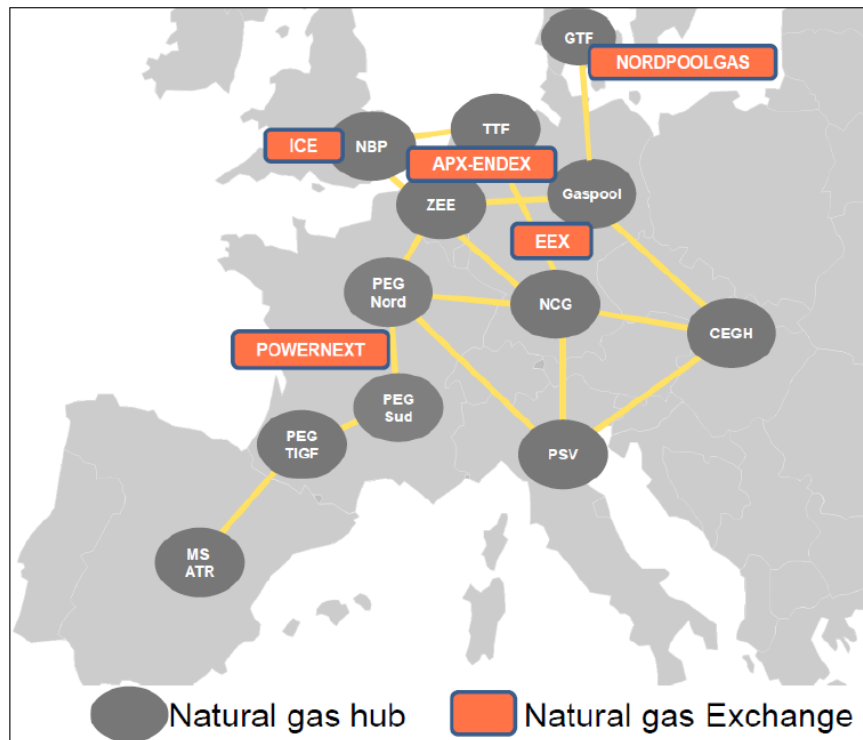 GTF
NORDPOOLGAS
ICE
NBP
TTF
APX-ENDEX
ZEE
Gaspool
EEX
PEG
Nord
NCG
CEGH
POWERNEXT
PEG
Sud
PEG
TIGF
PSV
MS
ATR
Natural gas hub
Natural gas Exchange